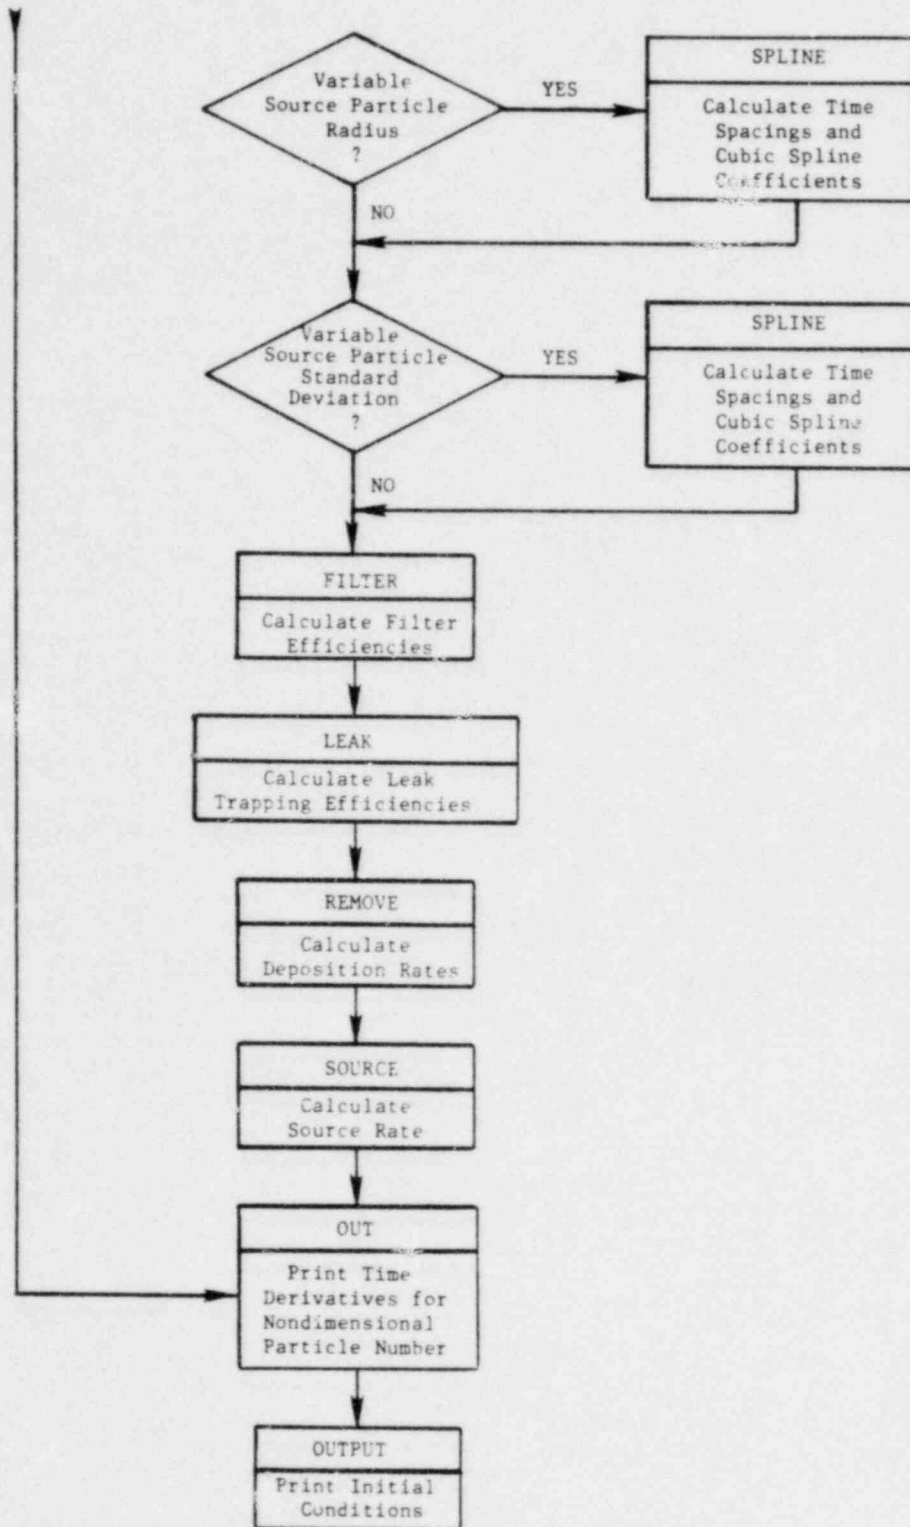 Variable
Source Particle
Radius
?
YES
SPLINE
Calculate Time
Spacings and
Cubic Spline
Coefficients
NO
Variable
Source Particle
Standard
Deviation
?
YES
SPLINE
Calculate Time
Spacings and
Cubic Spline
Coefficients
NO
FILTER
Calculate Filter
Efficiencies
LEAK
Calculate Leak
Trapping Efficiencies
REMOVE
Calculate
Deposition Rates
SOURCE
Calculate
Source Rate
OUT
Print Time
Derivatives for
Nondimensional
Particle Number
OUTPUT
Print Initial
Conditions